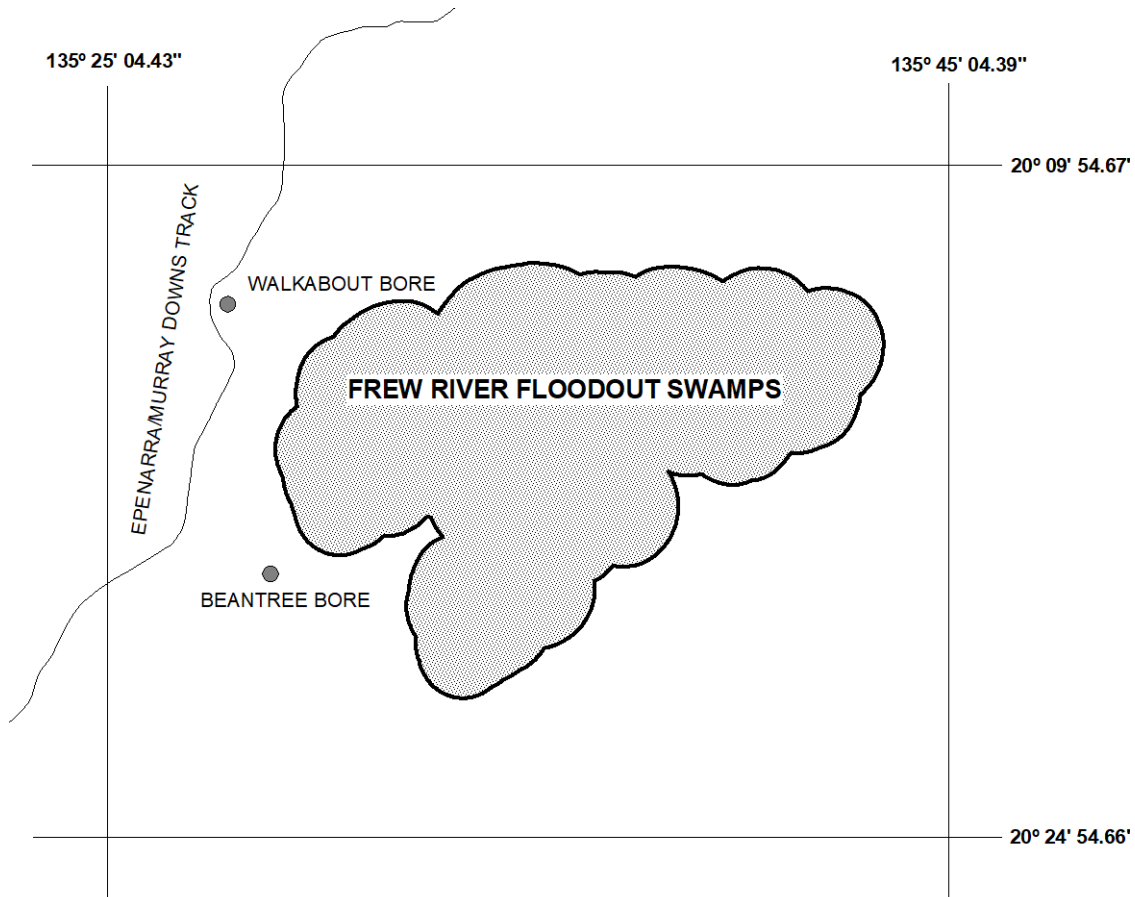 135º 25' 04.43"
135º 45' 04.39"
20º 09' 54.67'
EPENARRA/MURRAY DOWNS TRACK
WALKABOUT BORE
FREW RIVER FLOODOUT SWAMPS
BEANTREE BORE
20º 24' 54.66"